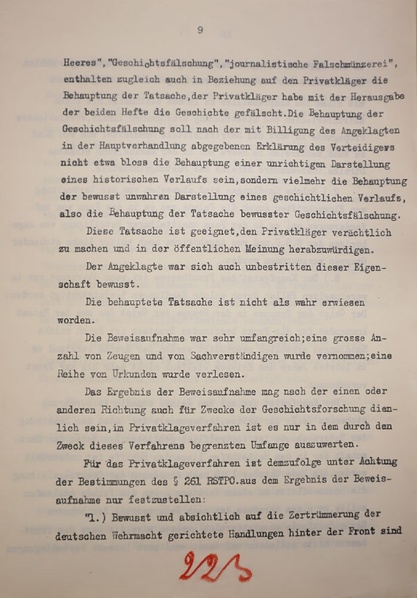 9
Heeres","Geschichtsfälschung","journalistische Falschmünzerei",
enthalten zugleich auch in Beziehung auf den Privatkläger die
Behauptung der Tatsache,der Privatkläger habe mit der Herausgabe
der beiden Hefte die Geschichte gefälscht.Die Behauptung der
Geschichtsfälschung soll nach der mit Billigung des Angeklagten
in der Hauptverhandlung abgegebenen Erklärung des Verteidigers
nicht etwa bloss die Behauptung einer unrichtigen Darstellung
eines historischen Verlaufs sein,sondern vielmehr die Behauptung
der bewusst unwahren Darstellung eines geschichtlichen Verlaufs,
also die Behauptung der Tatsache bewusster Geschichtsfälschung.
Diese Tatsache ist geeignet,den Privatkläger verächtlich
zu machen und in der öffentlichen Meinung herabzuwürdigen.
Der Angeklagte war sich auch unbestritten dieser Eigen-
schaft bewusst.
Die behauptete Tatsache ist nicht als wahr erwiesen
worden.
Die Beweisaufnahme war sehr umfangreich;eine grosse An-
zahl von Zeugen und von Sachverständigen wurde vernommen;eine
Reihe von Urkunden wurde verlesen.
Das Ergebnis der Beweisaufnahme mag nach der einen oder
anderen Richtung auch für Zwecke der Geschichtsforschung dien-
lich sein,im Privatklageverfahren ist es nur in dem durch den
Zweck dieses Verfahrens begrenzten Umfange auszuwerten.
Für das Privatklageverfahren ist demzufolge unter Achtung
der Bestimmungen des § 261 RSTPO.aus dem Ergebnis der Beweis-
aufnahme nur festzustellen:
"1.) Bewusst und absichtlich auf die Zertrümmerung der
deutschen Wehrmacht gerichtete Handlungen hinter der Front sind
223